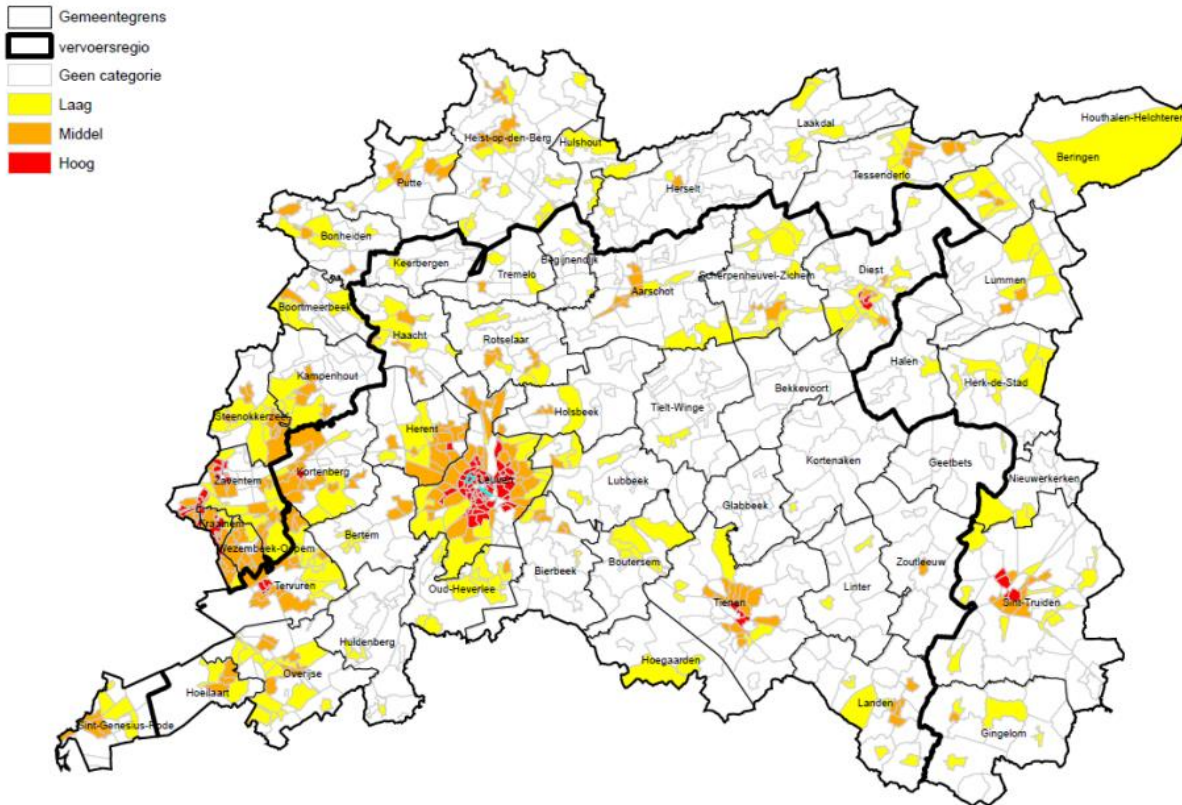 Gemeentegrens
vervoersregio
Geen categorie
Laag
Middel
Hoog
Heist-op-den-Berg
Hulshout
Laakdal
Houthalen-Helchteren
Beringen
Putte
Herselt
Tessenderlo
Bonheiden
Keerbergen
Tremelo
Begijnendijk
Aarschot
Scherpenheuvel-Zichem
Diest
Lummen
Boortmeerbeek
Haacht
Rotselaar
Halen
Herk-de-Stad
Kampenhout
Bekkevoort
Steenokkerzeel
Herent
Holsbeek
Tielt-Winge
Kortenberg
Zaventem
Leuven
Lubbeek
Kortenaken
Geetbets
Nieuwerkerken
Glabbeek
Kraainem
Wezembeek-Oppem
Bertem
Boutersem
Bierbeek
Zoutleeuw
Tervuren
Oud-Heverlee
Linter
Tienen
Sint-Truiden
Huldenberg
Hoegaarden
Overijse
Hoeilaart
Landen
Sint-Genesius-Rode
Gingelom